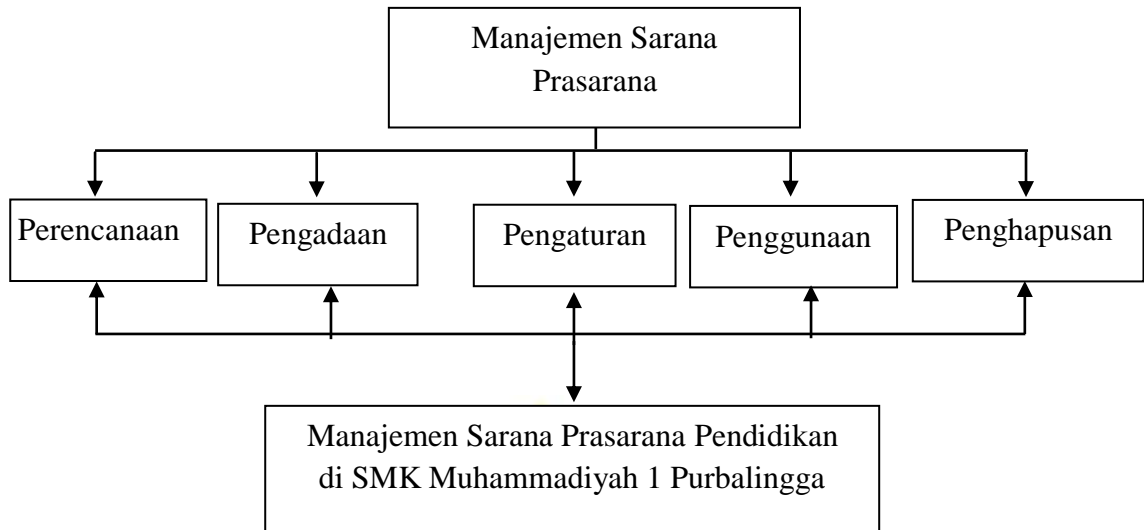 Manajemen Sarana
Prasarana
Perencanaan
Pengadaan
Pengaturan
Penggunaan
Penghapusan
Manajemen Sarana Prasarana Pendidikan
di SMK Muhammadiyah 1 Purbalingga